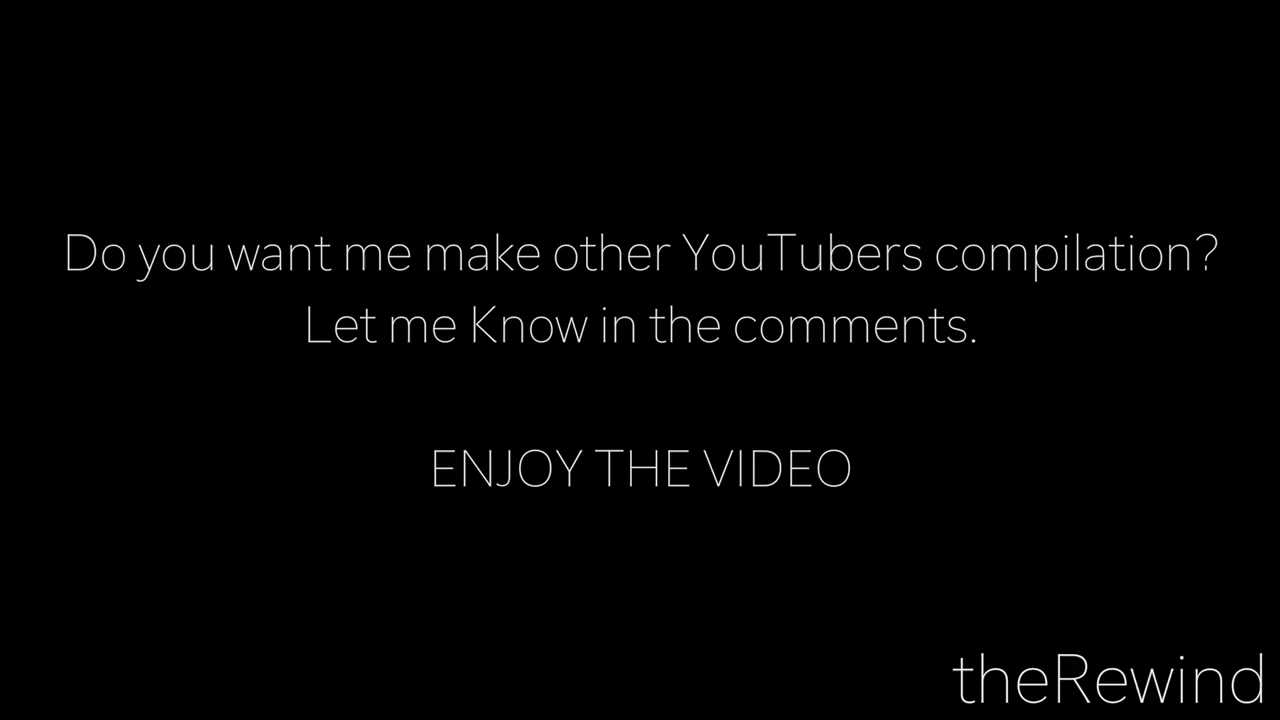 Do you want me make other YouTubers compilation?
Let me Know in the comments.
ENJOY THE VIDEO
theRewind